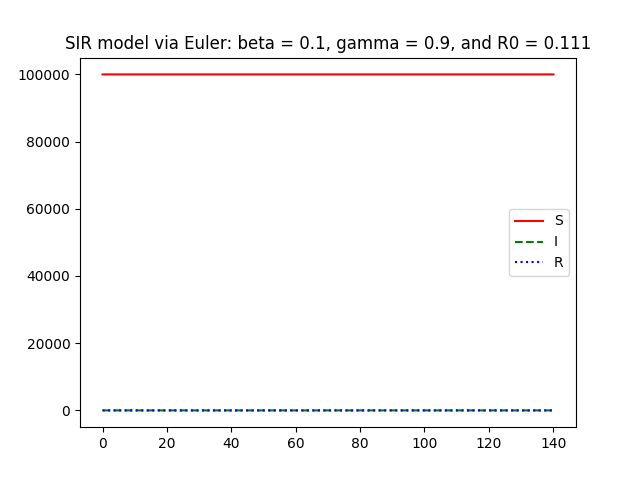 SIR model via Euler: beta = 0.1, gamma = 0.9, and R0 = 0.111
100000
80000
60000
40000
20000
0
S
I
R
0 20 40 60 80 100 120 140